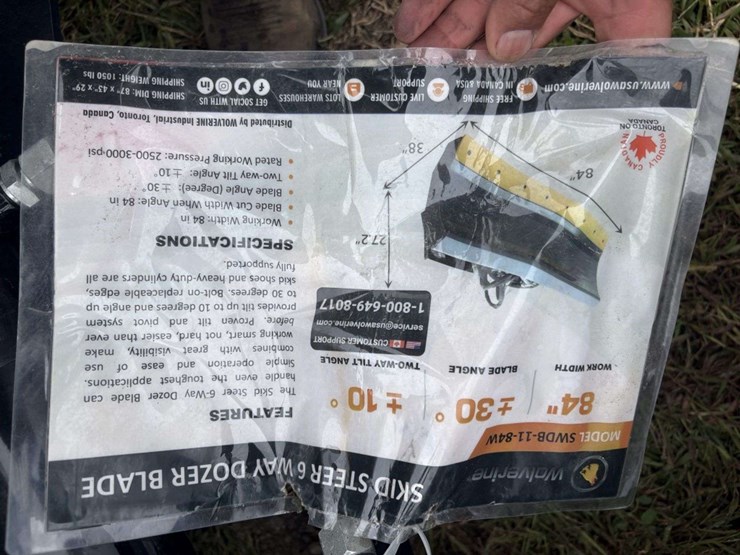 Wolverine
SKID STEER 6 WAY DOZER BLADE
MODEL SWDB-11-84W
84"
WORK WIDTH
± 30°
BLADE ANGLE
± 10°
TWO-WAY TILT ANGLE
CUSTOMER SUPPORT
service@usawolverine.com
1-800-649-8017
27.2"
84"
38"
PROUDLY CANADIAN
TORONTO ON
CANADA
FEATURES
The Skid Steer 6-Way Dozer Blade can
handle even the toughest applications.
Simple operation and ease of use
combines with great visibility, make
working smart, not hard, easier than ever
before. Proven tilt and pivot system
provides tilt up to 10 degrees and angle up
to 30 degrees. Bolt-on replaceable edges,
skid shoes and heavy-duty cylinders are all
fully supported.
SPECIFICATIONS
• Working Width: 84 in
• Blade Cut Width When Angle: 84 in
• Blade Angle (Degree): ± 30°
• Two-way Tilt Angle: ± 10°
• Rated Working Pressure: 2500-3000 psi
Distributed by WOLVERINE Industrial, Toronto, Canada
www.usawolverine.com
FREE SHIPPING
IN CANADA &USA
LIVE CUSTOMER
SUPPORT
LOTS WAREHOUSES
NEAR YOU
GET SOCIAL WITH US
SHIPPING DIM: 87" x 45" x 29"
SHIPPING WEIGHT: 1050 lbs